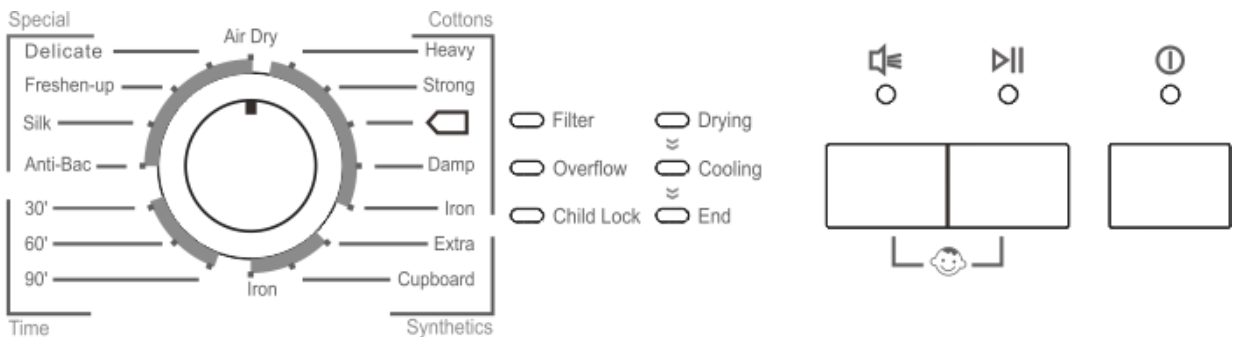 Special
Cottons
Air Dry
Delicate
Heavy
Freshen-up
Strong
Silk
Anti-Bac
Damp
30'
Iron
60'
Extra
90'
Cupboard
Iron
Time
Synthetics
Filter
Drying
Overflow
Cooling
Child Lock
End